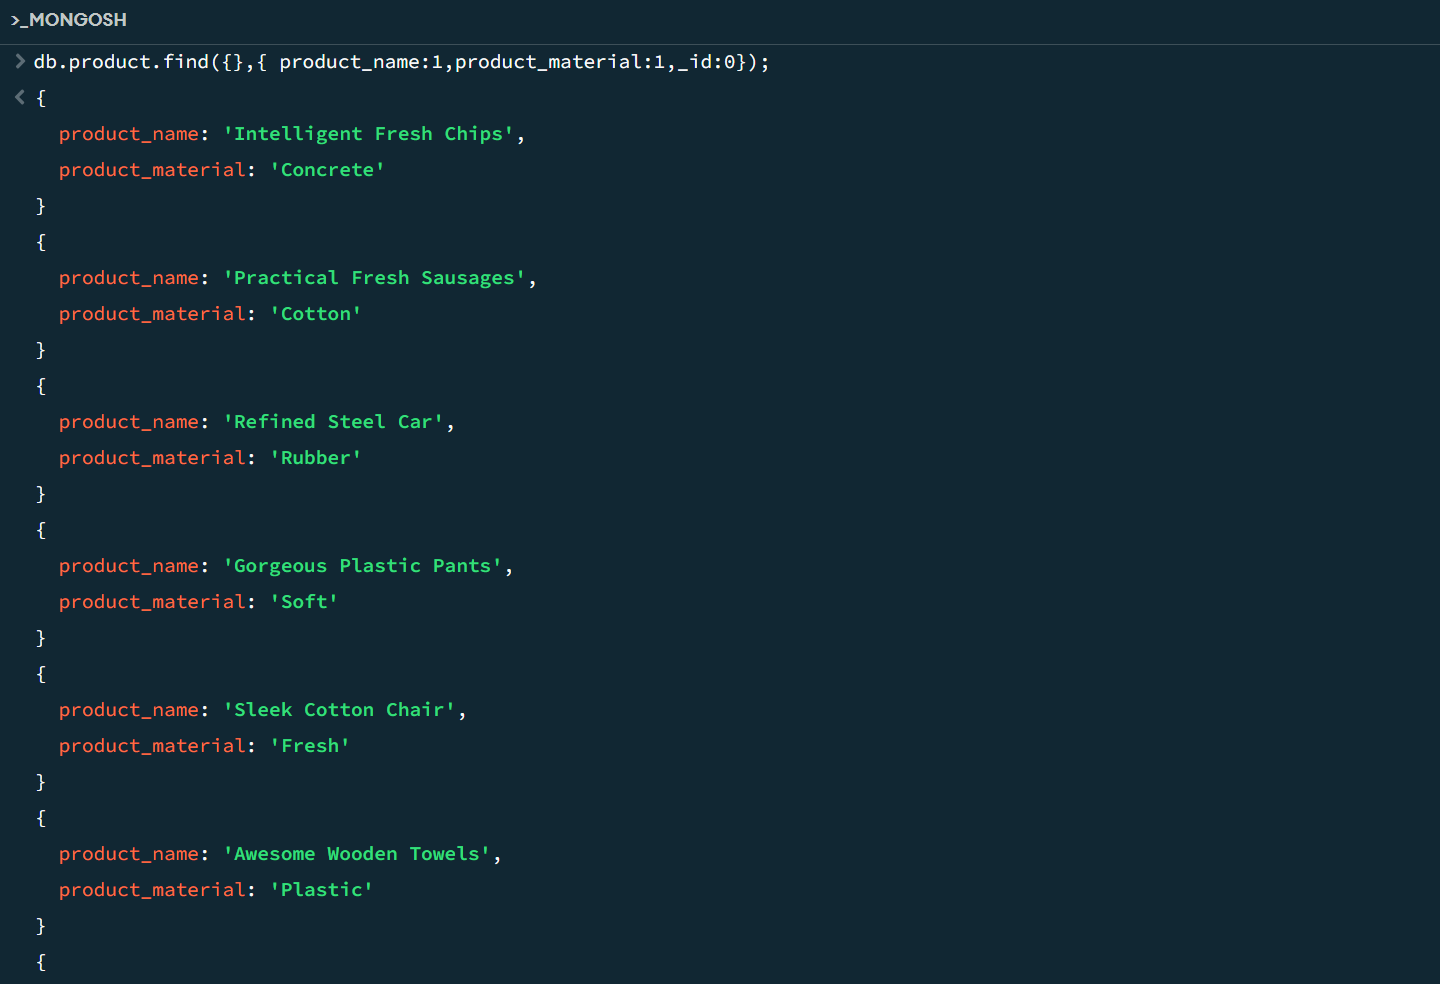 >_MONGOSH
> db.product.find({},{ product_name:1,product_material:1,_id:0});
< {
product_name: 'Intelligent Fresh Chips',
product_material: 'Concrete'
}
{
product_name: 'Practical Fresh Sausages',
product_material: 'Cotton'
}
{
product_name: 'Refined Steel Car',
product_material: 'Rubber'
}
{
product_name: 'Gorgeous Plastic Pants',
product_material: 'Soft'
}
{
product_name: 'Sleek Cotton Chair',
product_material: 'Fresh'
}
{
product_name: 'Awesome Wooden Towels',
product_material: 'Plastic'
}
{